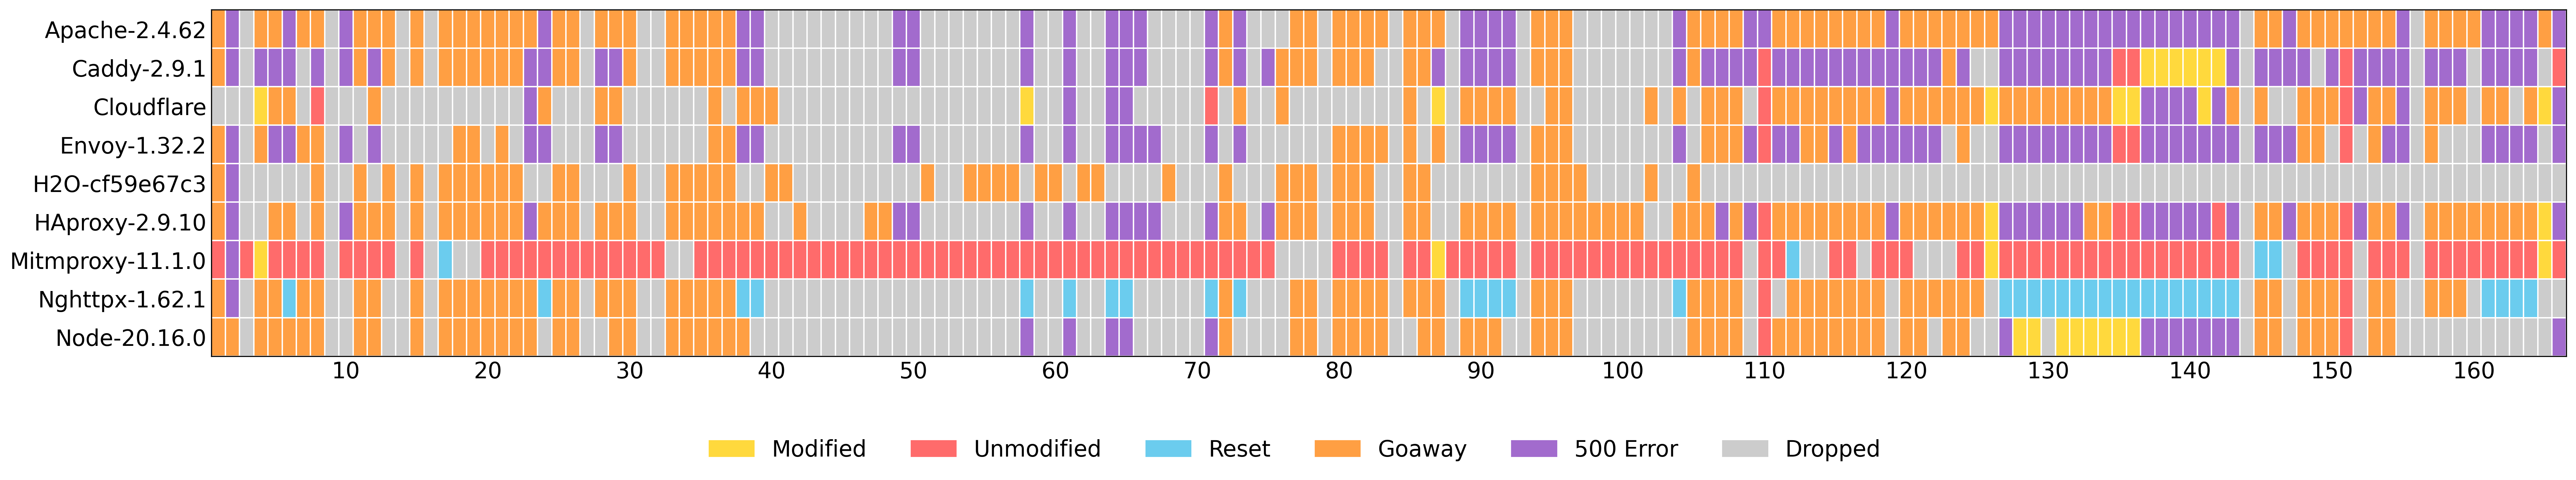 Apache-2.4.62
Caddy-2.9.1
Cloudflare
Envoy-1.32.2
H2O-cf59e67c3
HAproxy-2.9.10
Mitmproxy-11.1.0
Nghttpx-1.62.1
Node-20.16.0
10 20 30 40 50 60 70 80 90 100 110 120 130 140 150 160
Modified Unmodified Reset Goaway 500 Error Dropped